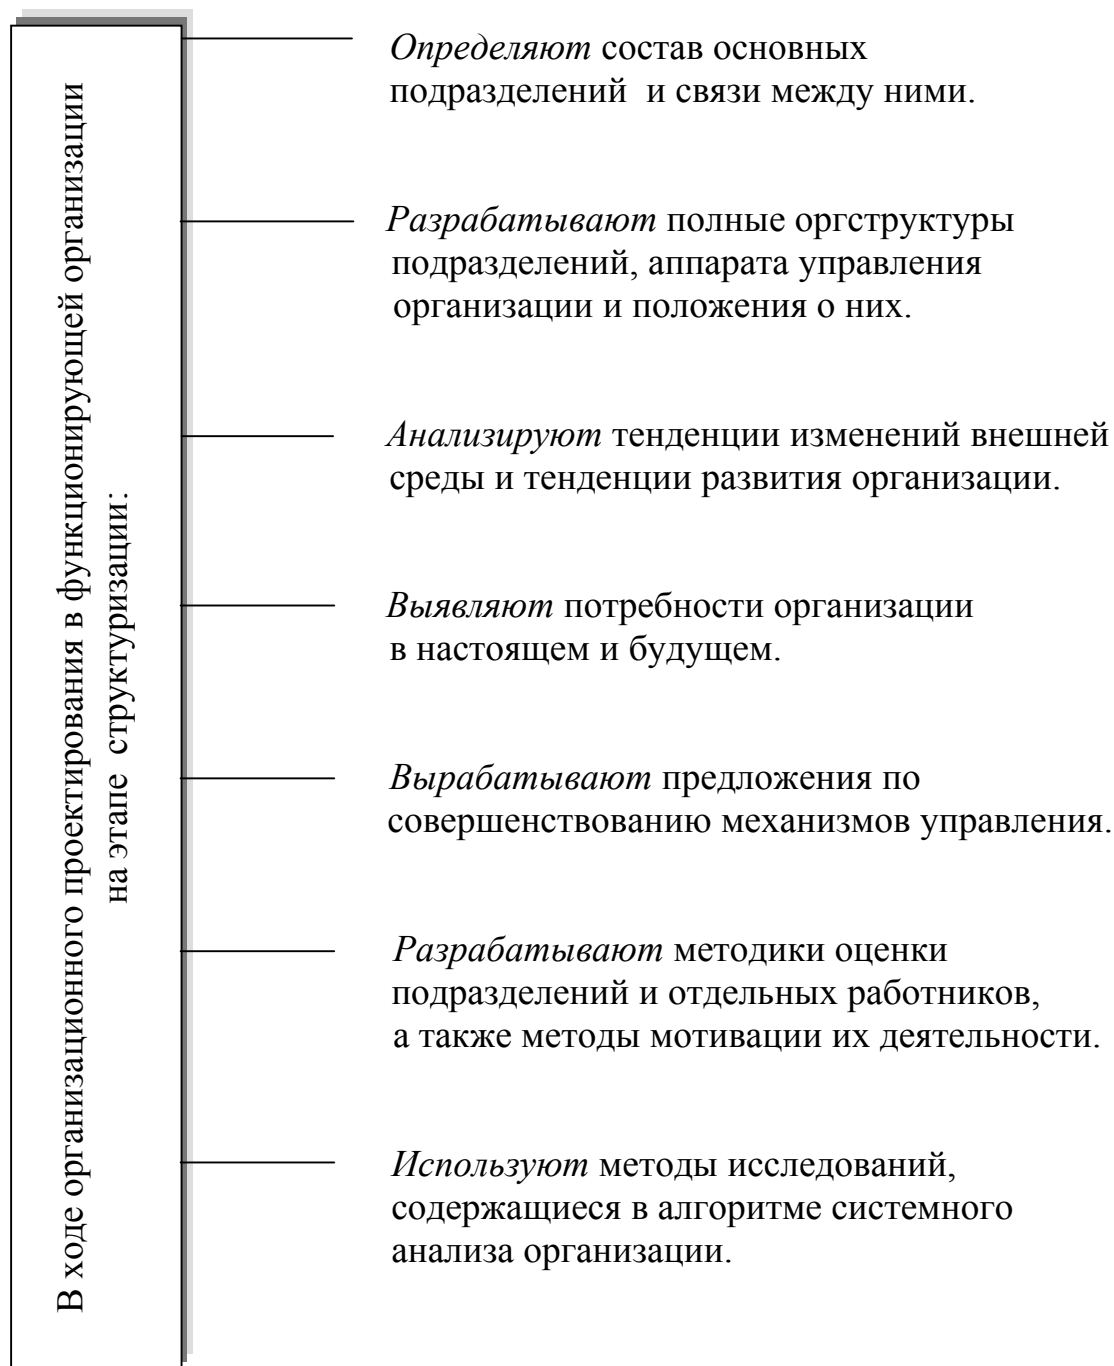 В ходе организационного проектирования в функционирующей организации
на этапе структуризации:
Определяют состав основных
подразделений и связи между ними.
Разрабатывают полные оргструктуры
подразделений, аппарата управления
организации и положения о них.
Анализируют тенденции изменений внешней
среды и тенденции развития организации.
Выявляют потребности организации
в настоящем и будущем.
Вырабатывают предложения по
совершенствованию механизмов управления.
Разрабатывают методики оценки
подразделений и отдельных работников,
а также методы мотивации их деятельности.
Используют методы исследований,
содержащиеся в алгоритме системного
анализа организации.